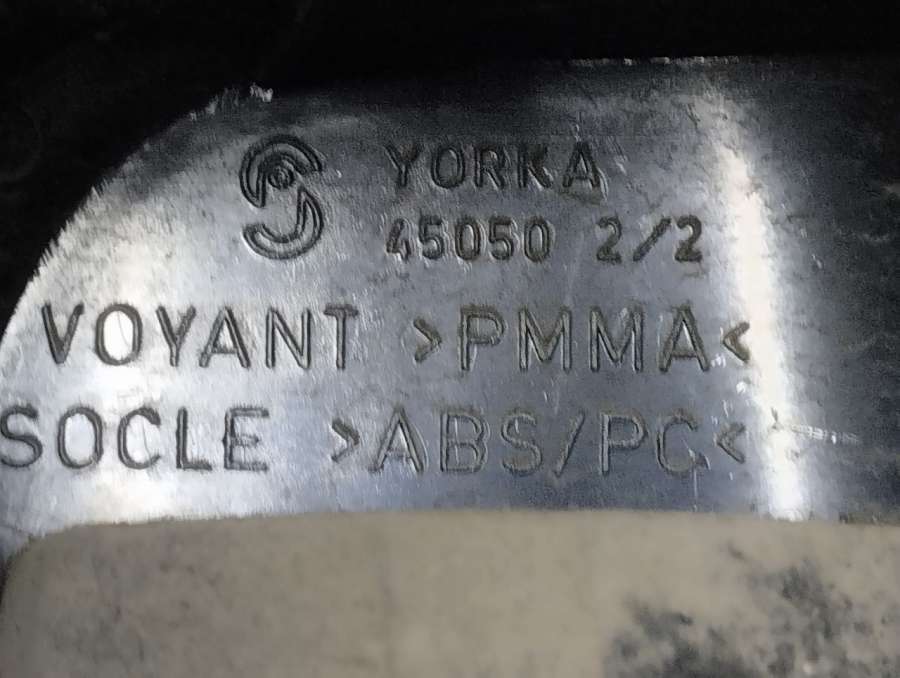 YORKA
45050 2/2
VOYANT >PMMA<
SOCLE >ABS/PC<